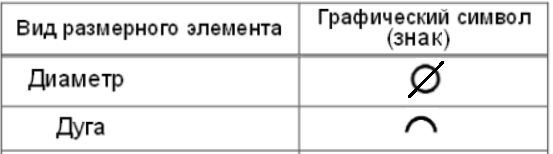 Вид размерного элемента
Графический символ
(знак)
Диаметр
⌀
Дуга
⌒